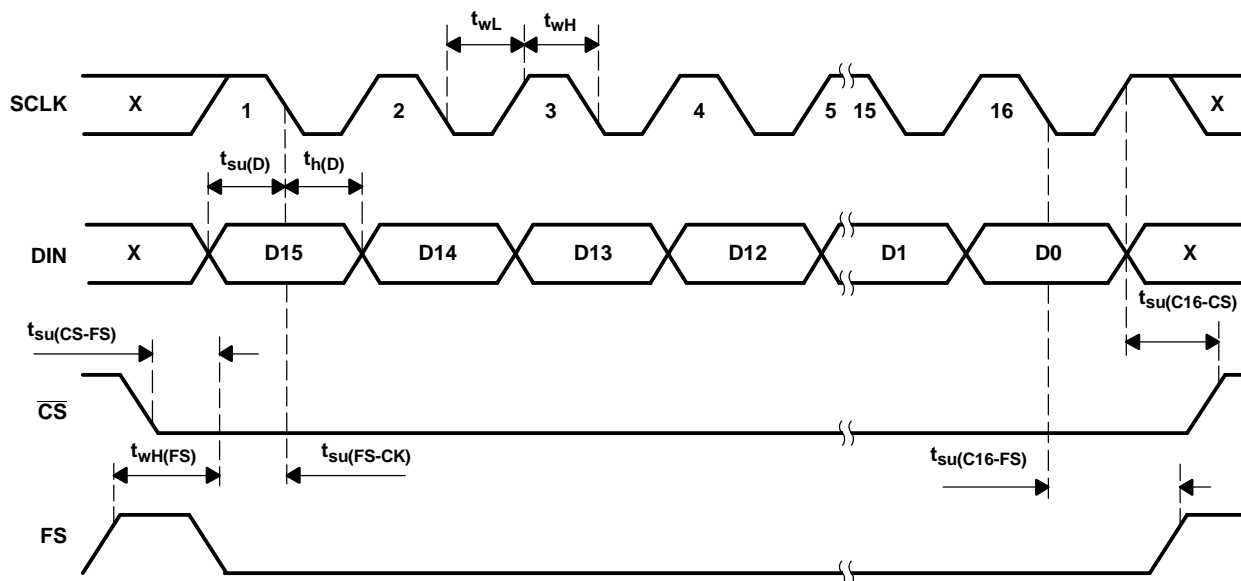 twL twH
SCLK X 1 2 3 4 5 15 16 X
tsu(D) th(D)
DIN X D15 D14 D13 D12 D1 D0 X
tsu(C16-CS)
tsu(CS-FS)
CS
twH(FS) tsu(FS-CK) tsu(C16-FS)
FS